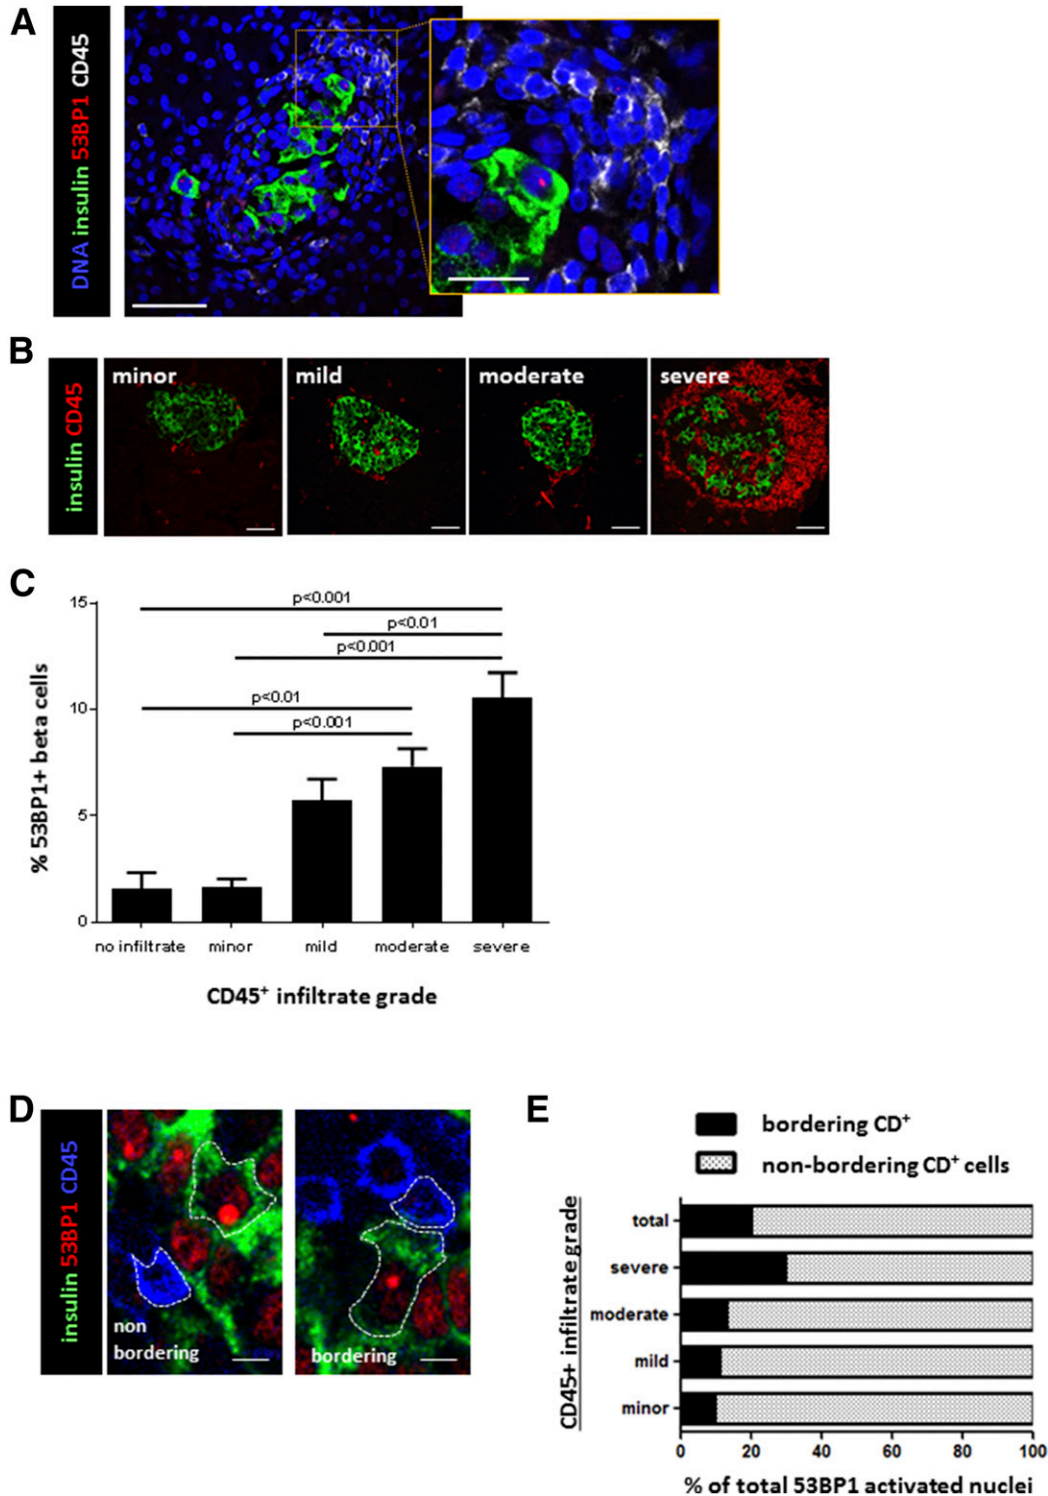 A
DNA insulin 53BP1 CD45
B
insulin CD45
minor
mild
moderate
severe
C
% 53BP1+ beta cells
15
10
5
0
p<0.001
p<0.01
p<0.001
p<0.01
p<0.001
no infiltrate
minor
mild
moderate
severe
CD45+ infiltrate grade
D
insulin 53BP1 CD45
non
bordering
bordering
E
bordering CD+
non-bordering CD+ cells
CD45+ infiltrate grade
total
severe
moderate
mild
minor
0 20 40 60 80 100
% of total 53BP1 activated nuclei